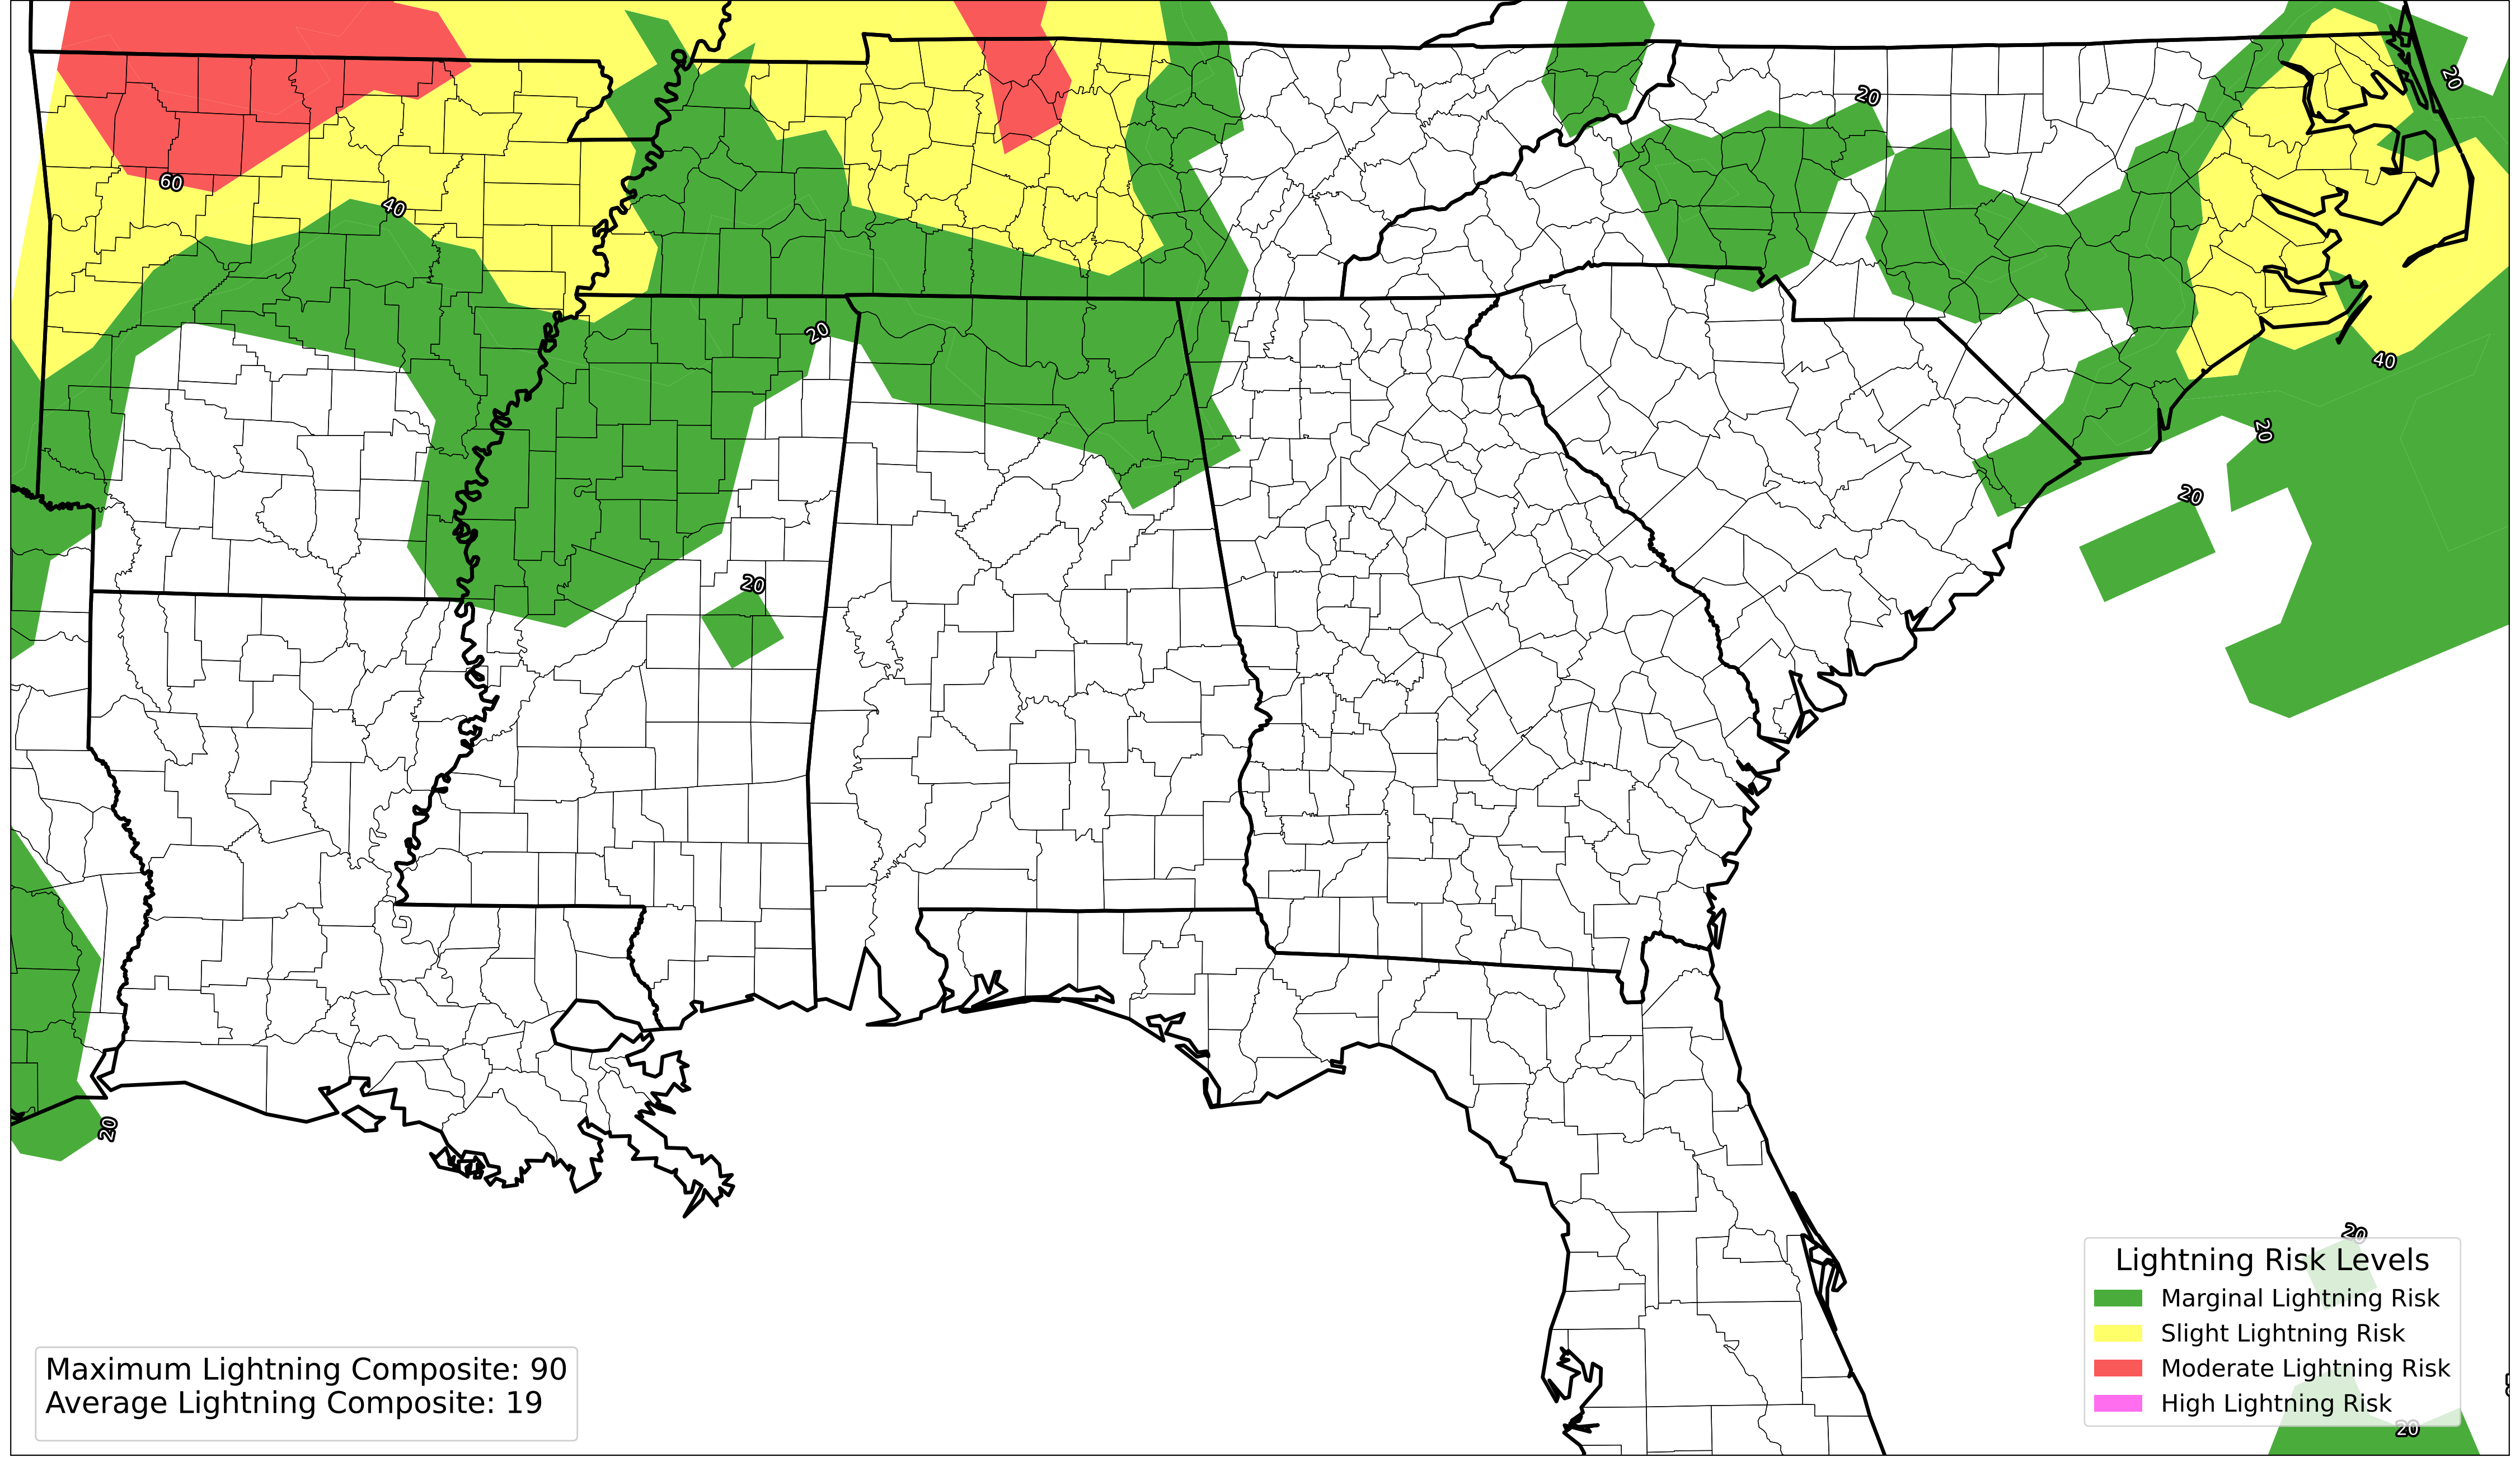 20
20
60
40
20
40
20
20
20
20
20
Lightning Risk Levels
Marginal Lightning Risk
Slight Lightning Risk
Moderate Lightning Risk
High Lightning Risk
20
Maximum Lightning Composite: 90
Average Lightning Composite: 19